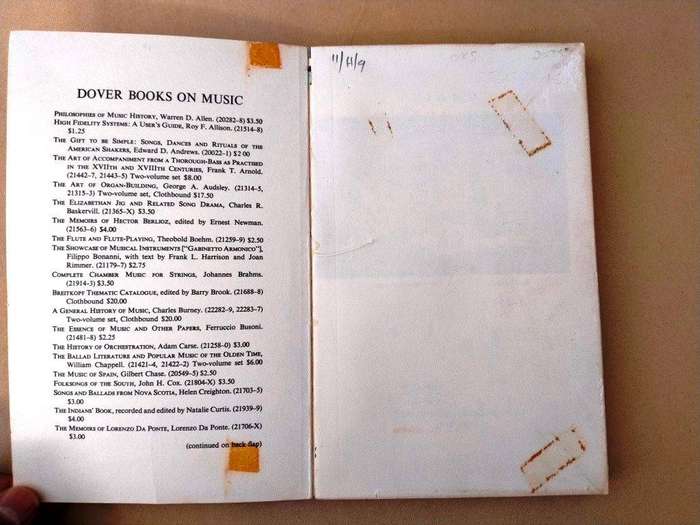 DOVER BOOKS ON MUSIC
PHILOSOPHIES OF MUSIC HISTORY, Warren D. Allen. (20282-8) $3.50
HIGH FIDELITY SYSTEMS: A USER'S GUIDE, Roy F. Allison. (21514-8)
$1.25
THE GIFT TO BE SIMPLE: SONGS, DANCES AND RITUALS OF THE
AMERICAN SHAKERS, Edward D. Andrews. (20022-1) $2.00
THE ART OF ACCOMPANIMENT FROM A THOROUGH-BASS AS PRACTISED
IN THE XVIITH AND XVIIITH CENTURIES, Frank T. Arnold.
(21442-7, 21443-5) Two-volume set $8.00
THE ART OF ORGAN-BUILDING, George A. Audsley. (21314-5,
21315-3) Two-volume set, Clothbound $17.50
THE ELIZABETHAN JIG AND RELATED SONG DRAMA, Charles R.
Baskervill. (21365-X) $3.50
THE MEMOIRS OF HECTOR BERLIOZ, edited by Ernest Newman.
(21563-6) $4.00
THE FLUTE AND FLUTE-PLAYING, Theobold Boehm. (21259-9) $2.50
THE SHOWCASE OF MUSICAL INSTRUMENTS ["GABINETTO ARMONICO"],
Filippo Bonanni, with text by Frank L. Harrison and Joan
Rimmer. (21179-7) $2.75
COMPLETE CHAMBER MUSIC FOR STRINGS, Johannes Brahms.
(21914-3) $3.50
BREITKOPF THEMATIC CATALOGUE, edited by Barry Brook. (21688-8)
Clothbound $20.00
A GENERAL HISTORY OF MUSIC, Charles Burney. (22282-9, 22283-7)
Two-volume set, Clothbound $20.00
THE ESSENCE OF MUSIC AND OTHER PAPERS, Ferruccio Busoni.
(21481-8) $2.25
THE HISTORY OF ORCHESTRATION, Adam Carse. (21258-0) $3.00
THE BALLAD LITERATURE AND POPULAR MUSIC OF THE OLDEN TIME,
William Chappell. (21421-4, 21422-2) Two-volume set $6.00
THE MUSIC OF SPAIN, Gilbert Chase. (20549-5) $2.50
FOLKSONGS OF THE SOUTH, John H. Cox. (21804-X) $3.50
SONGS AND BALLADS FROM NOVA SCOTIA, Helen Creighton. (21703-5)
$3.00
THE INDIANS' BOOK, recorded and edited by Natalie Curtis. (21939-9)
$4.00
THE MEMOIRS OF LORENZO DA PONTE, Lorenzo Da Ponte. (21706-X)
$3.00
(continued on back flap)